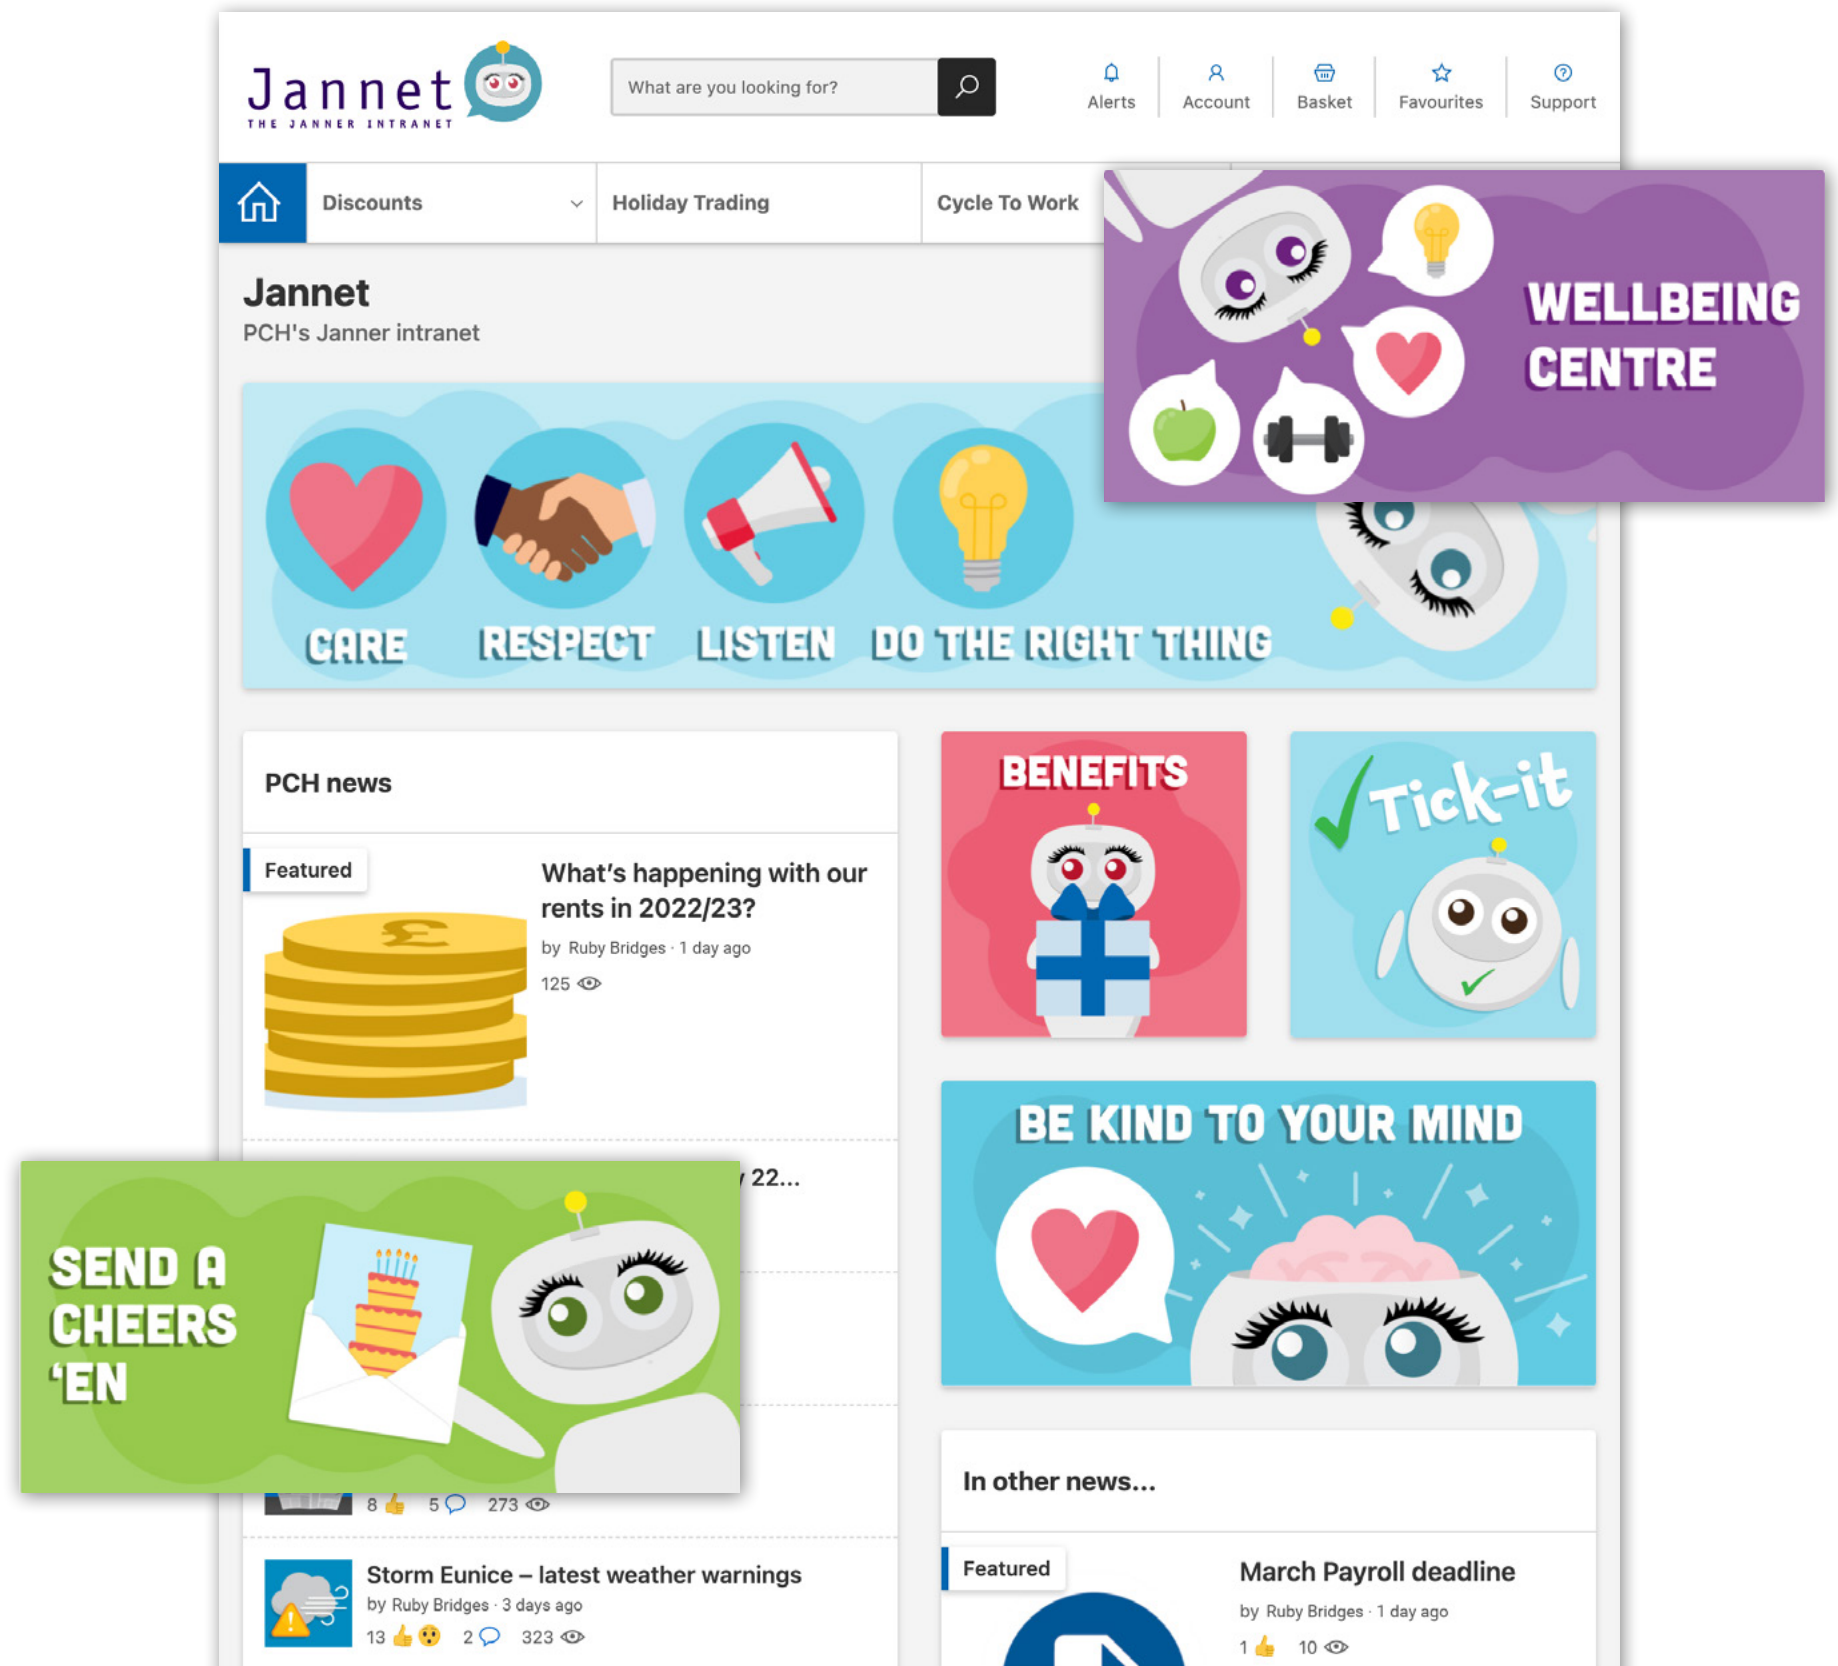 Jannet
THE JANNER INTRANET
What are you looking for?
Alerts
Account
Basket
Favourites
Support
Discounts
Holiday Trading
Cycle To Work
Jannet
PCH's Janner intranet
WELLBEING
CENTRE
CARE
RESPECT
LISTEN
DO THE RIGHT THING
PCH news
Featured
What's happening with our
rents in 2022/23?
by Ruby Bridges · 1 day ago
125
BENEFITS
Tick-it
BE KIND TO YOUR MIND
22...
SEND A
CHEERS
‘EN
8 5 273
Storm Eunice – latest weather warnings
by Ruby Bridges · 3 days ago
13 2 323
In other news...
Featured
March Payroll deadline
by Ruby Bridges · 1 day ago
1 10